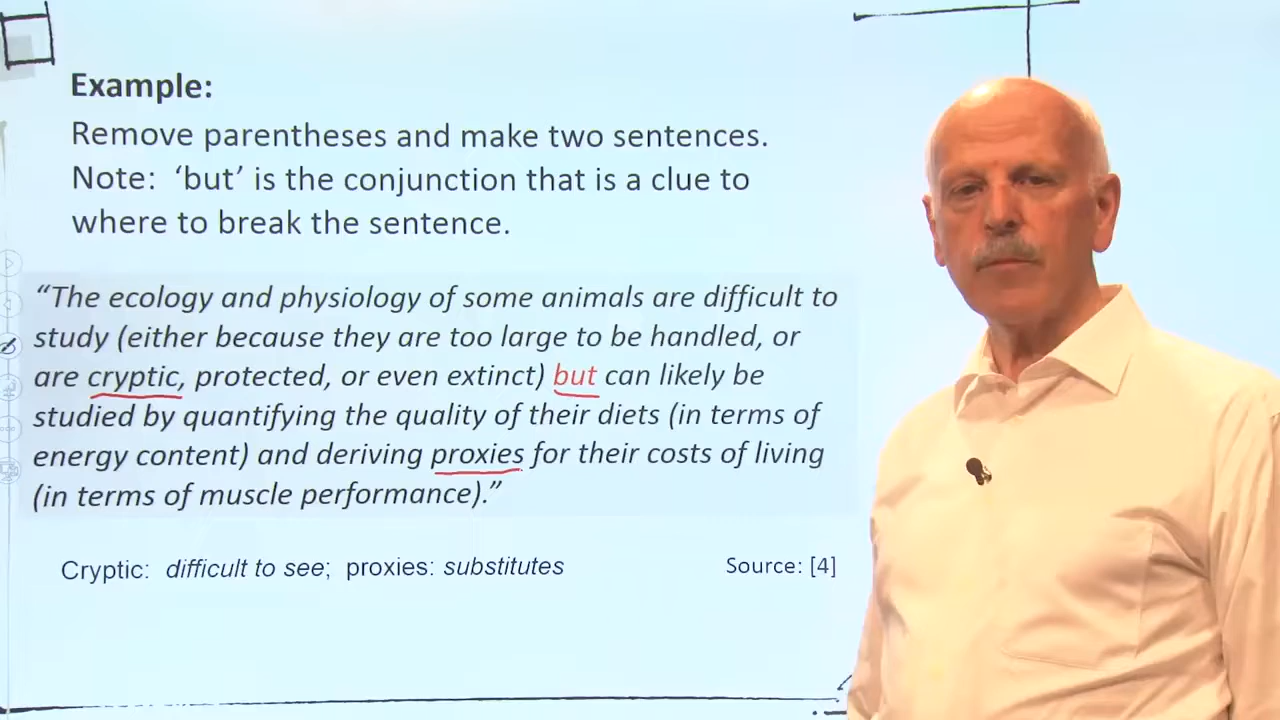 Example:
Remove parentheses and make two sentences.
Note: ‘but’ is the conjunction that is a clue to
where to break the sentence.
“The ecology and physiology of some animals are difficult to
study (either because they are too large to be handled, or
are cryptic, protected, or even extinct) but can likely be
studied by quantifying the quality of their diets (in terms of
energy content) and deriving proxies for their costs of living
(in terms of muscle performance).”
Cryptic: difficult to see; proxies: substitutes
Source: [4]